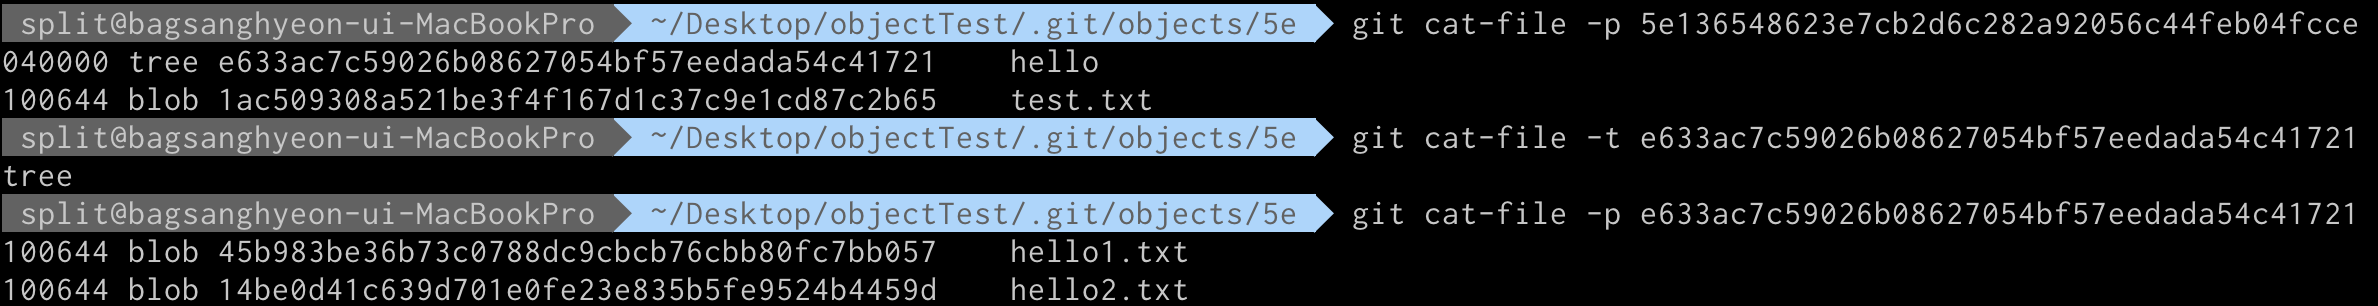 split@bagsanghyeon-ui-MacBookPro ~/Desktop/objectTest/.git/objects/5e git cat-file -p 5e136548623e7cb2d6c282a92056c44feb04fcce
040000 tree e633ac7c59026b08627054bf57eedada54c41721 hello
100644 blob 1ac509308a521be3f4f167d1c37c9e1cd87c2b65 test.txt
split@bagsanghyeon-ui-MacBookPro ~/Desktop/objectTest/.git/objects/5e git cat-file -t e633ac7c59026b08627054bf57eedada54c41721
tree
split@bagsanghyeon-ui-MacBookPro ~/Desktop/objectTest/.git/objects/5e git cat-file -p e633ac7c59026b08627054bf57eedada54c41721
100644 blob 45b983be36b73c0788dc9cbcb76cbb80fc7bb057 hello1.txt
100644 blob 14be0d41c639d701e0fe23e835b5fe9524b4459d hello2.txt